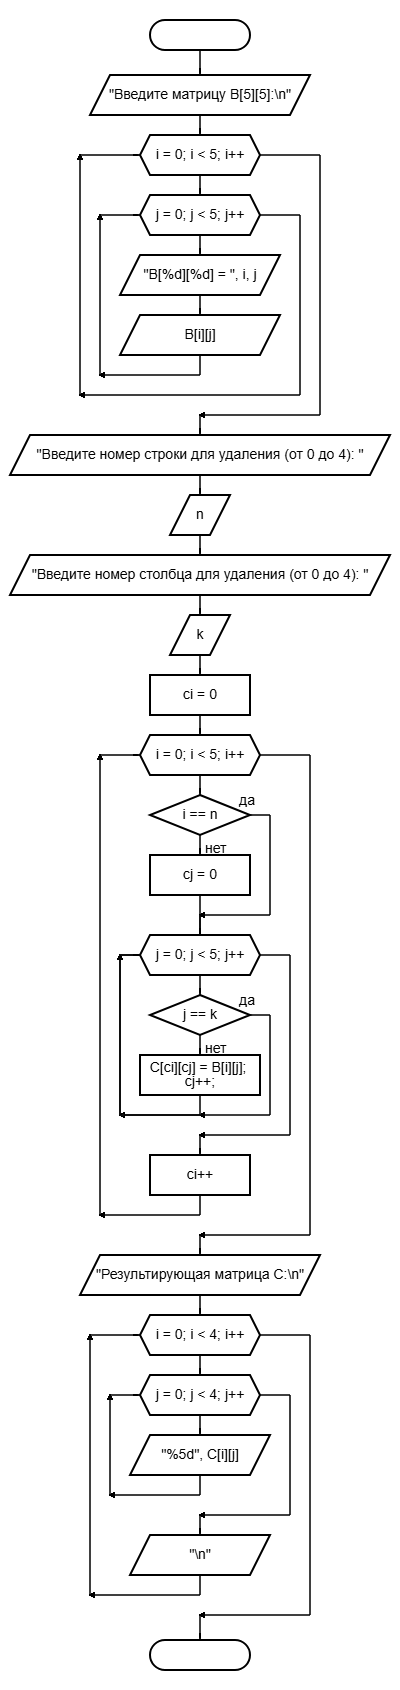 "Введите матрицу B[5][5]:\n"
i = 0; i < 5; i++
j = 0; j < 5; j++
"B[%d][%d] = ", i, j
B[i][j]
"Введите номер строки для удаления (от 0 до 4): "
n
"Введите номер столбца для удаления (от 0 до 4): "
k
ci = 0
i = 0; i < 5; i++
да
i == n
нет
cj = 0
j = 0; j < 5; j++
да
j == k
нет
C[ci][cj] = B[i][j];
cj++;
ci++
"Результирующая матрица C:\n"
i = 0; i < 4; i++
j = 0; j < 4; j++
"%5d", C[i][j]
"\n"